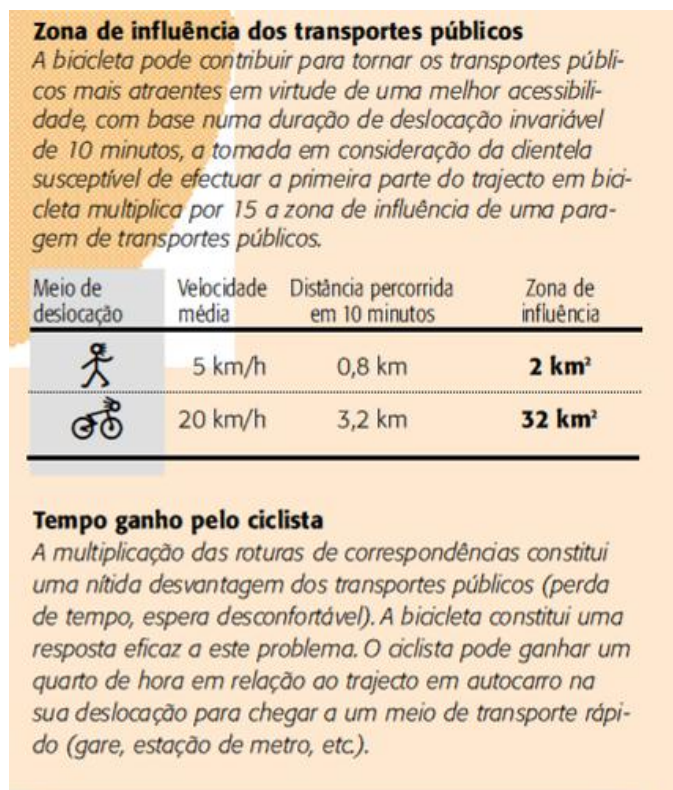 Zona de influência dos transportes públicos
A bicicleta pode contribuir para tornar os transportes públi-
cos mais atraentes em virtude de uma melhor acessibili-
dade, com base numa duração de deslocação invariável
de 10 minutos, a tomada em consideração da clientela
susceptível de efectuar a primeira parte do trajecto em bici-
cleta multiplica por 15 a zona de influência de uma para-
gem de transportes públicos.
Meio de deslocação Velocidade média Distância percorrida em 10 minutos Zona de influência
5 km/h 0,8 km 2 km²
20 km/h 3,2 km 32 km²
Tempo ganho pelo ciclista
A multiplicação das roturas de correspondências constitui
uma nítida desvantagem dos transportes públicos (perda
de tempo, espera desconfortável). A bicicleta constitui uma
resposta eficaz a este problema. O ciclista pode ganhar um
quarto de hora em relação ao trajecto em autocarro na
sua deslocação para chegar a um meio de transporte rápi-
do (gare, estação de metro, etc.).